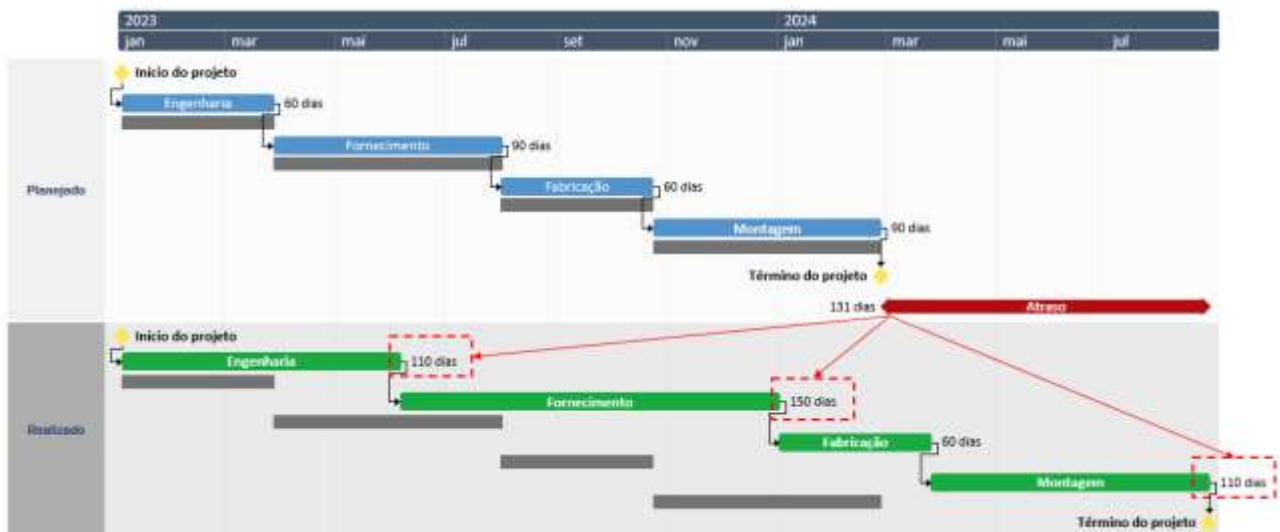 2023 2024
jan mar mai jul set nov jan mar mai jul
Início do projeto
Engenharia 60 dias
Fornecimento 90 dias
Planejado
Fabricação 60 dias
Montagem 90 dias
Término do projeto
131 dias Atraso
Início do projeto
Engenharia 110 dias
Fornecimento 150 dias
Realizado
Fabricação 60 dias
Montagem 110 dias
Término do projeto